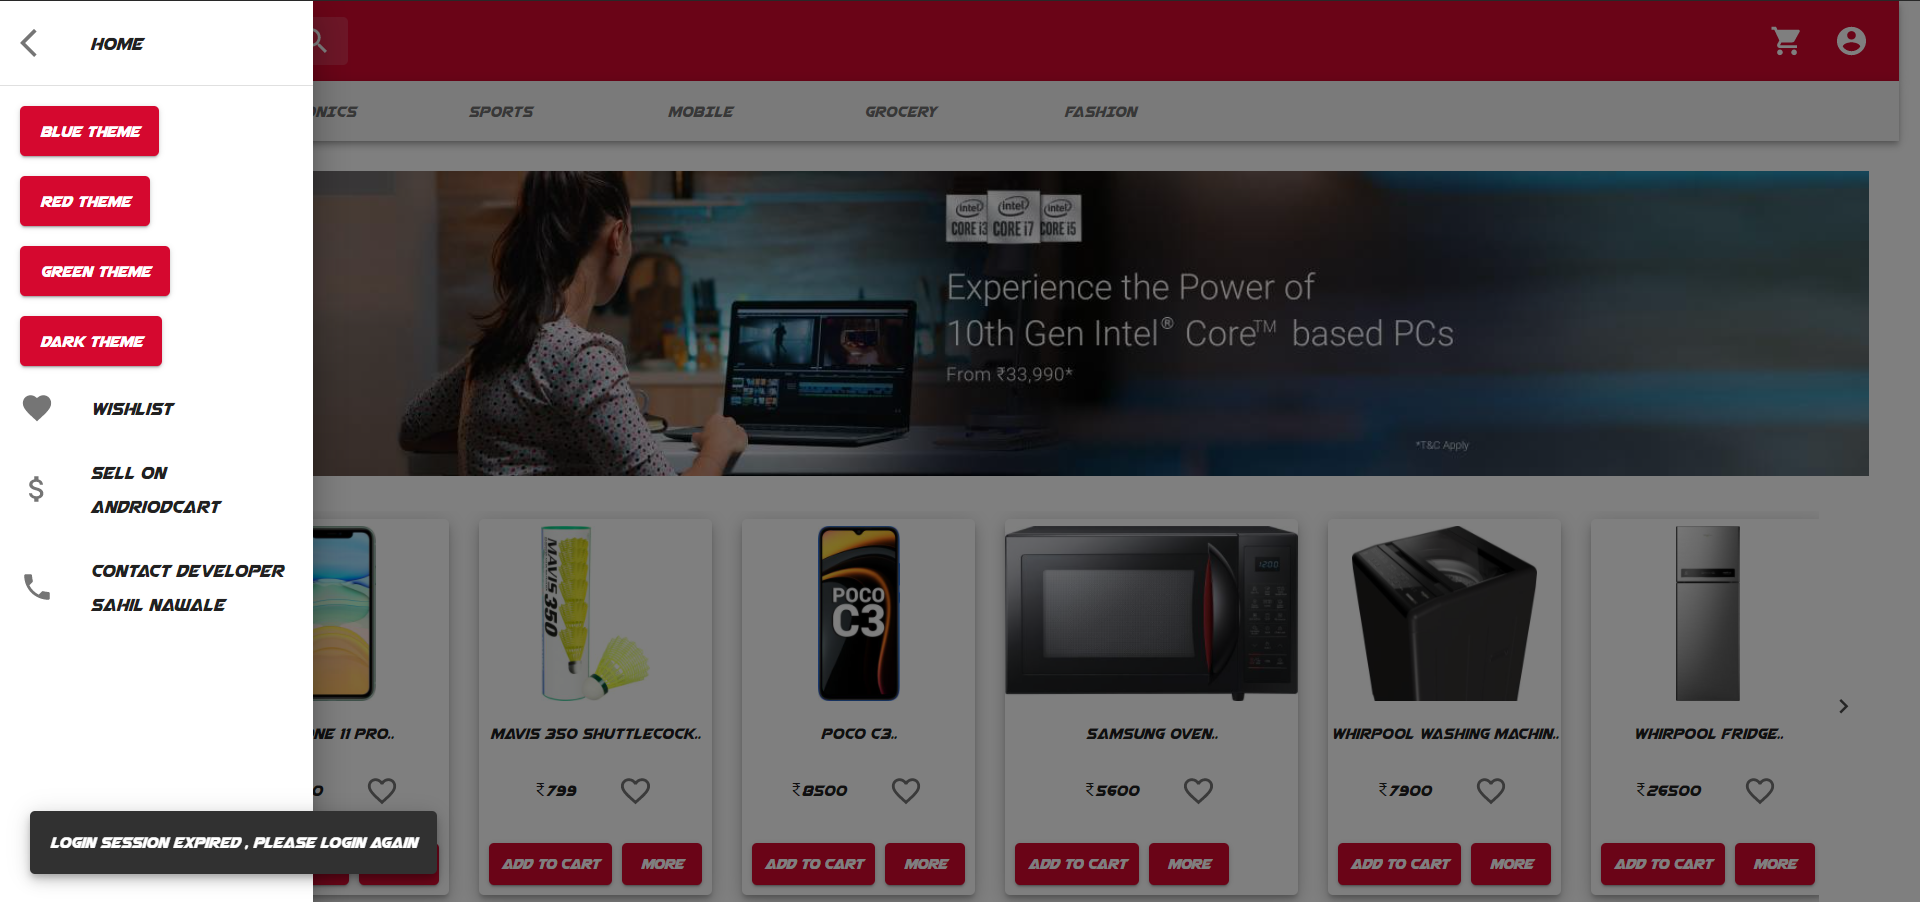 HOME
BLUE THEME
RED THEME
GREEN THEME
DARK THEME
WISHLIST
SELL ON
ANDRIODCART
CONTACT DEVELOPER
SAHIL NAWALE
LOGIN SESSION EXPIRED , PLEASE LOGIN AGAIN
ONICS SPORTS MOBILE GROCERY FASHION
intel intel intel
CORE i3 CORE i7 CORE i5
Experience the Power of
10th Gen Intel® Core™ based PCs
From ₹33,990*
*T&C Apply
MAVIS 350
POCO
C3
1200
NE 11 PRO.. MAVIS 350 SHUTTLECOCK.. POCO C3.. SAMSUNG OVEN.. WHIRPOOL WASHING MACHIN.. WHIRPOOL FRIDGE..
0 ₹799 ₹8500 ₹5600 ₹7900 ₹26500
ADD TO CART MORE ADD TO CART MORE ADD TO CART MORE ADD TO CART MORE ADD TO CART MORE